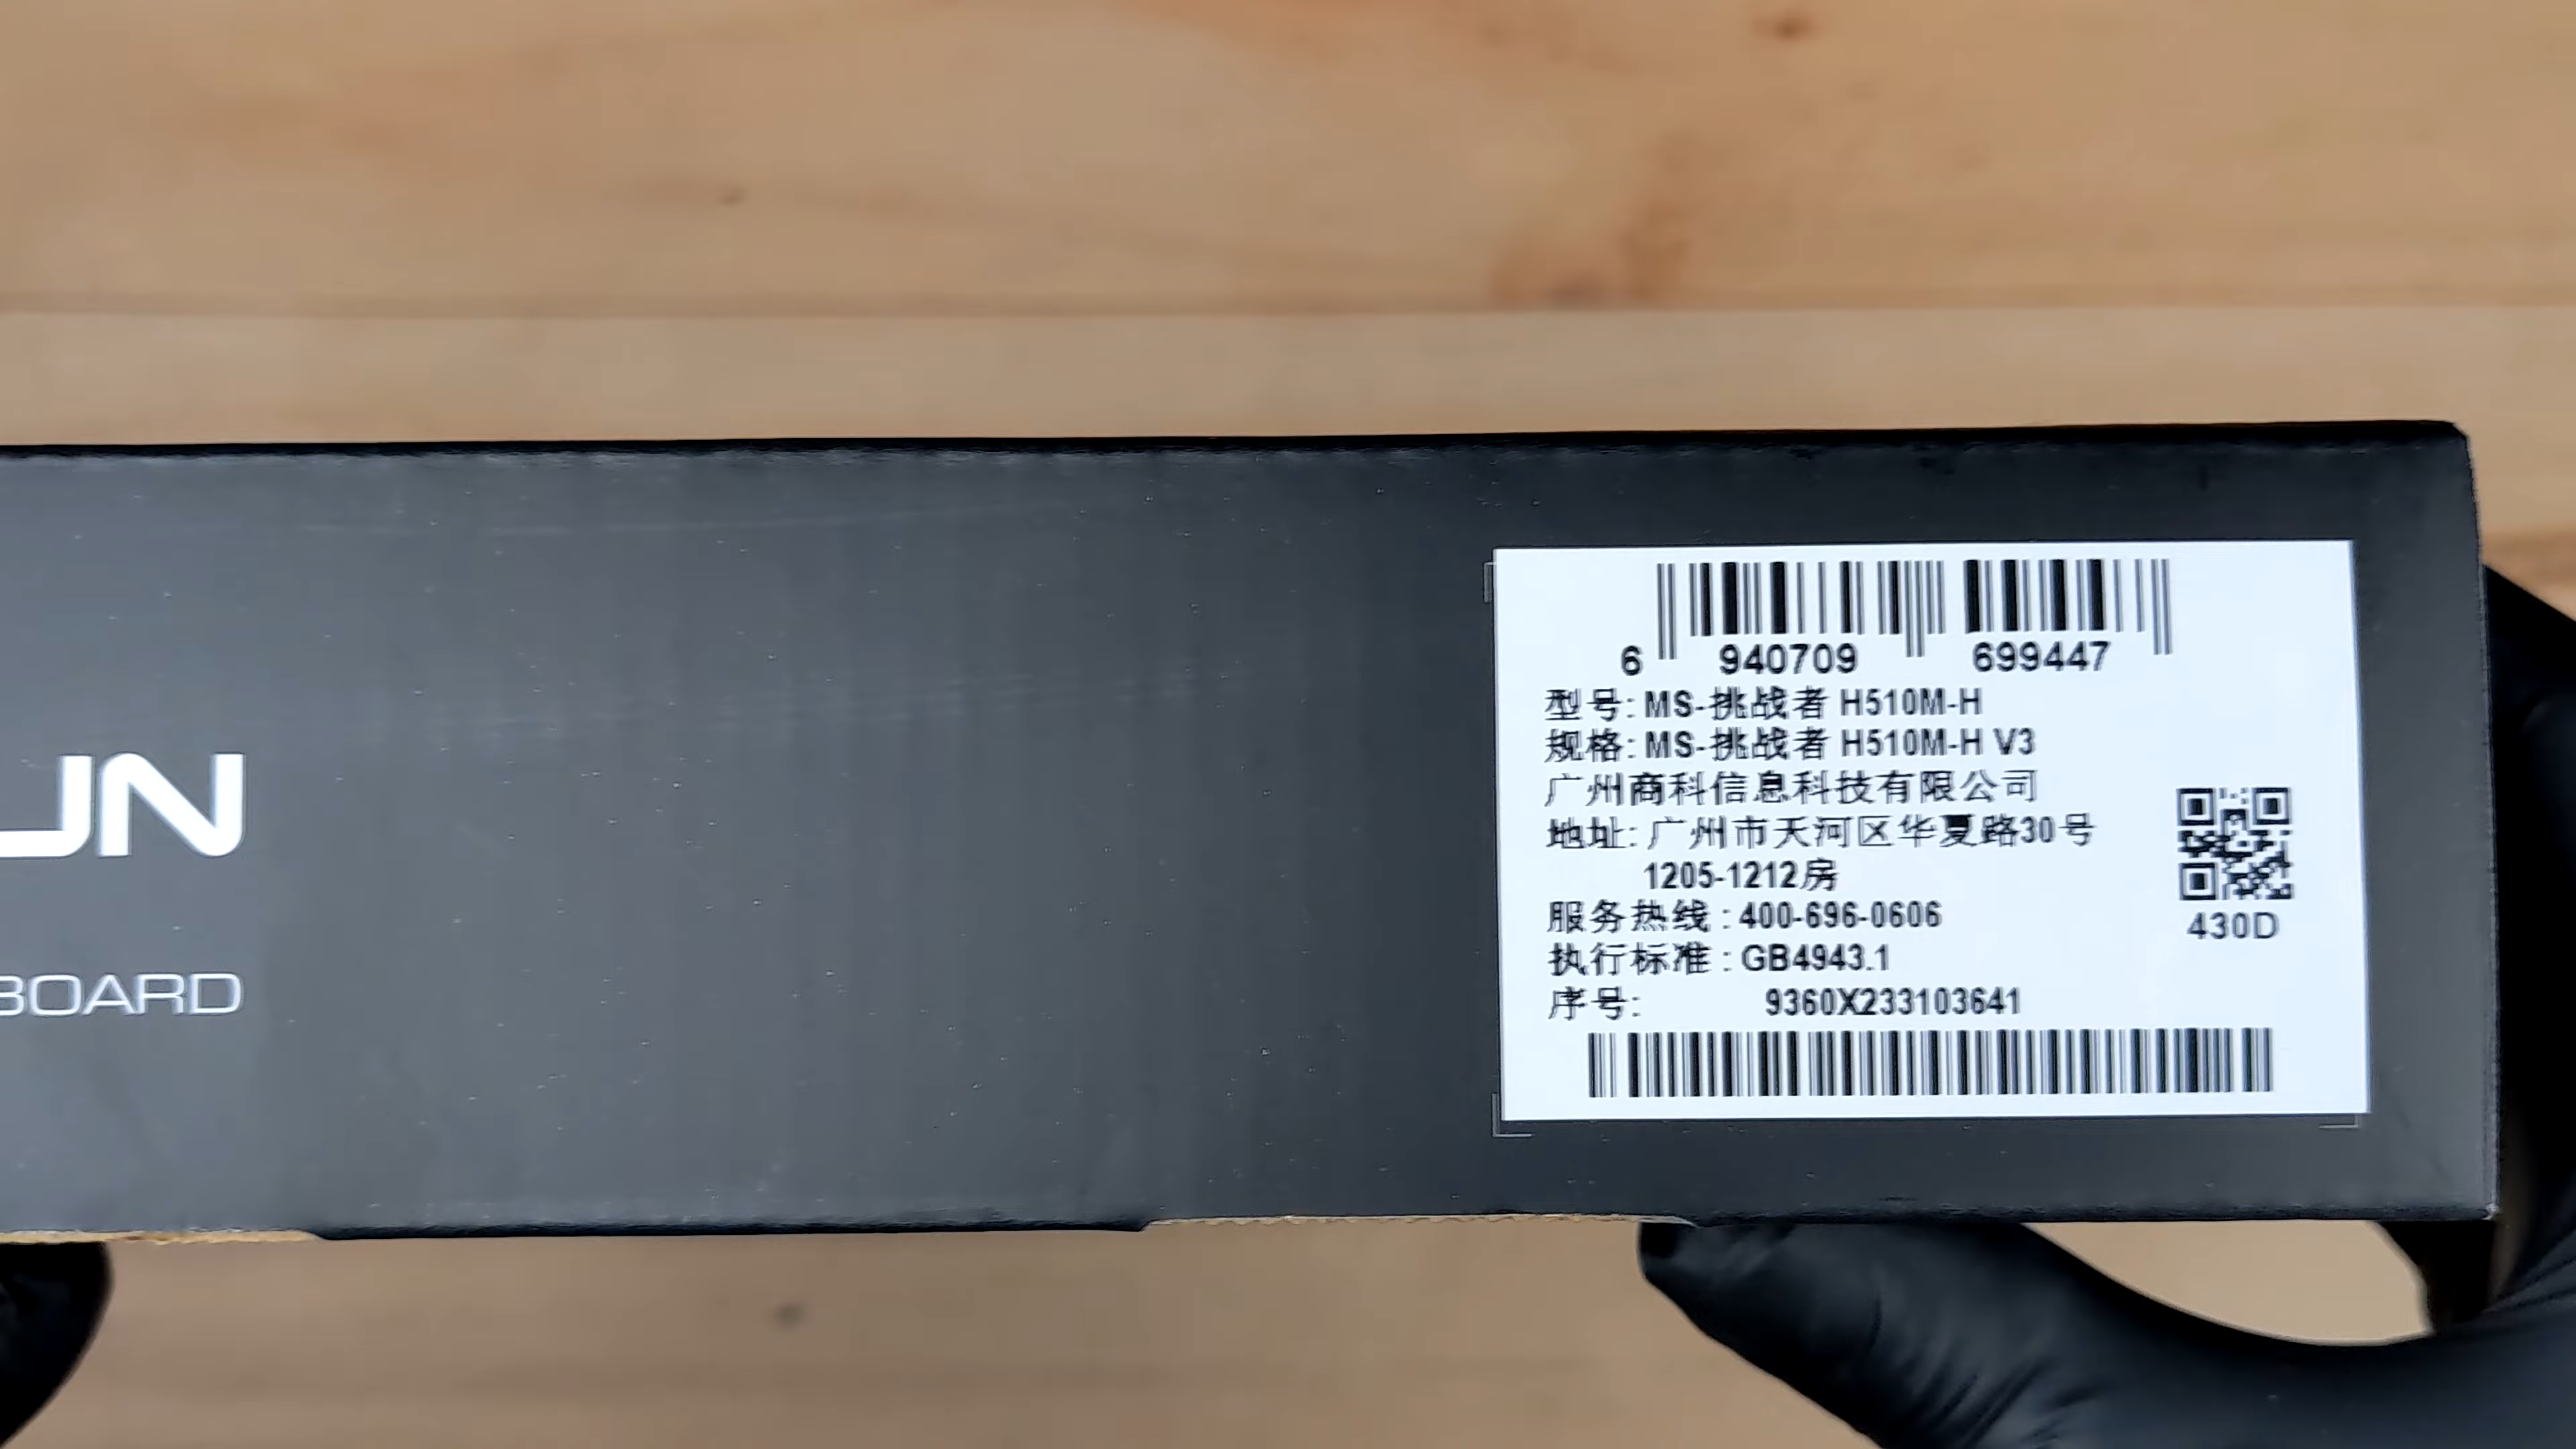 UN
BOARD
6 940709 699447
型号: MS-挑战者 H510M-H
规格: MS-挑战者 H510M-H V3
广州商科信息科技有限公司
地址: 广州市天河区华夏路30号
1205-1212房
服务热线 : 400-696-0606
执行标准 : GB4943.1
序号: 9360X233103641
430D